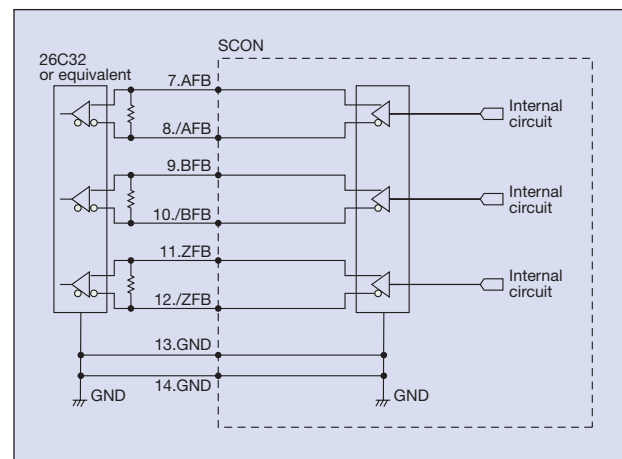 SCON
26C32
or equivalent
7.AFB
8./AFB
Internal
circuit
9.BFB
10./BFB
Internal
circuit
11.ZFB
12./ZFB
Internal
circuit
13.GND
14.GND
GND
GND